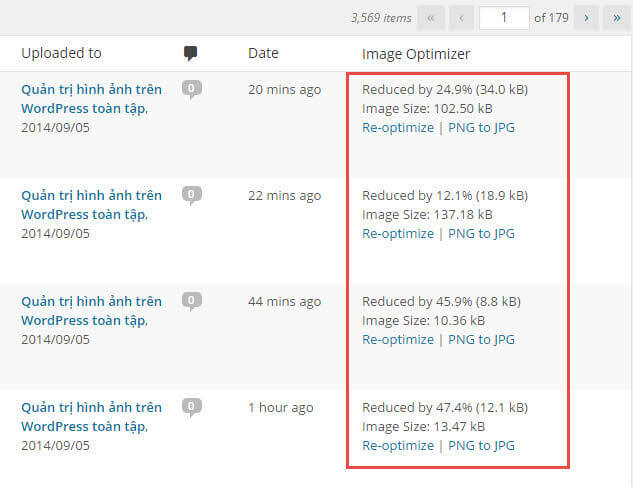 3,569 items « ‹ 1 of 179 › »
Uploaded to Date Image Optimizer
Quản trị hình ảnh trên 0 20 mins ago Reduced by 24.9% (34.0 kB)
WordPress toàn tập, Image Size: 102.50 kB
2014/09/05 Re-optimize | PNG to JPG
Quản trị hình ảnh trên 0 22 mins ago Reduced by 12.1% (18.9 kB)
WordPress toàn tập, Image Size: 137.18 kB
2014/09/05 Re-optimize | PNG to JPG
Quản trị hình ảnh trên 0 44 mins ago Reduced by 45.9% (8.8 kB)
WordPress toàn tập, Image Size: 10.36 kB
2014/09/05 Re-optimize | PNG to JPG
Quản trị hình ảnh trên 0 1 hour ago Reduced by 47.4% (12.1 kB)
WordPress toàn tập, Image Size: 13.47 kB
2014/09/05 Re-optimize | PNG to JPG